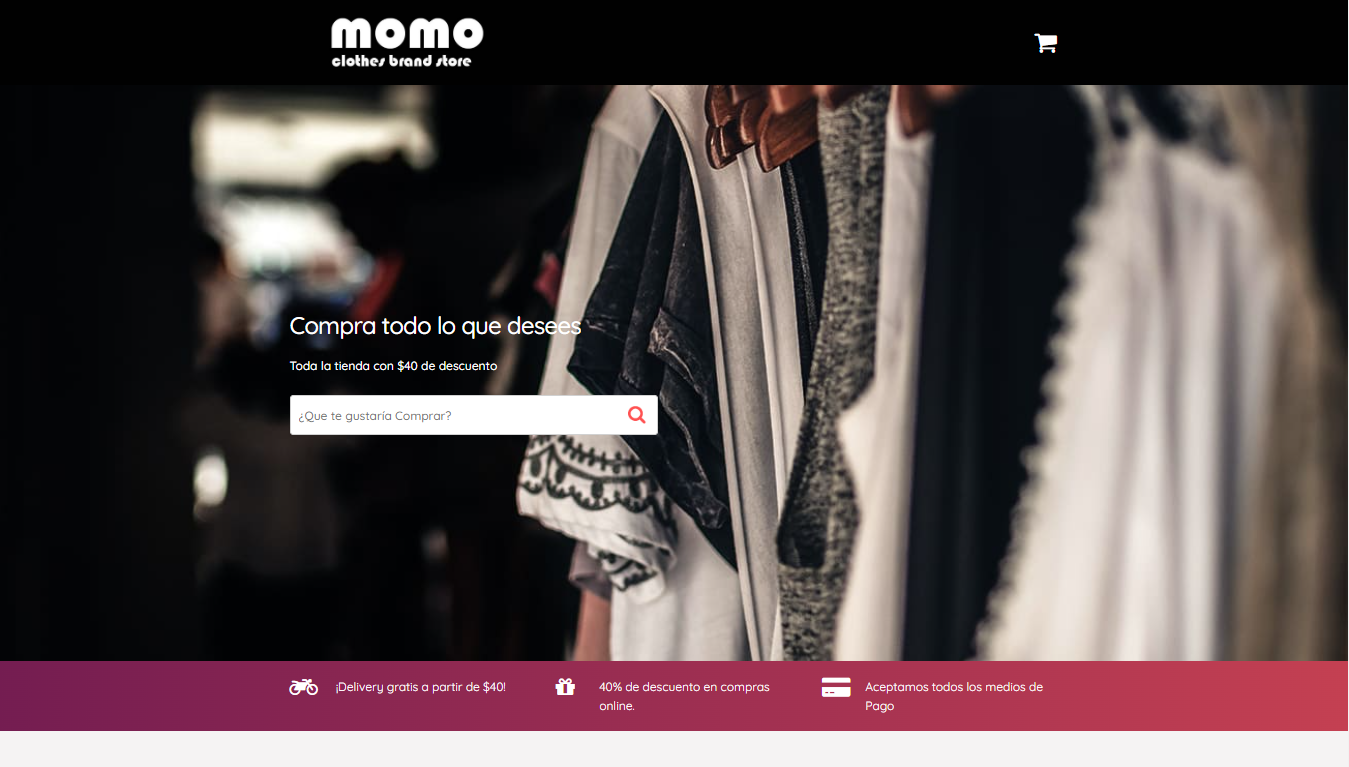 momo
clothes brand store
Compra todo lo que desees
Toda la tienda con $40 de descuento
¿Que te gustaría Comprar?
¡Delivery gratis a partir de $40!
40% de descuento en compras
online.
Aceptamos todos los medios de
Pago